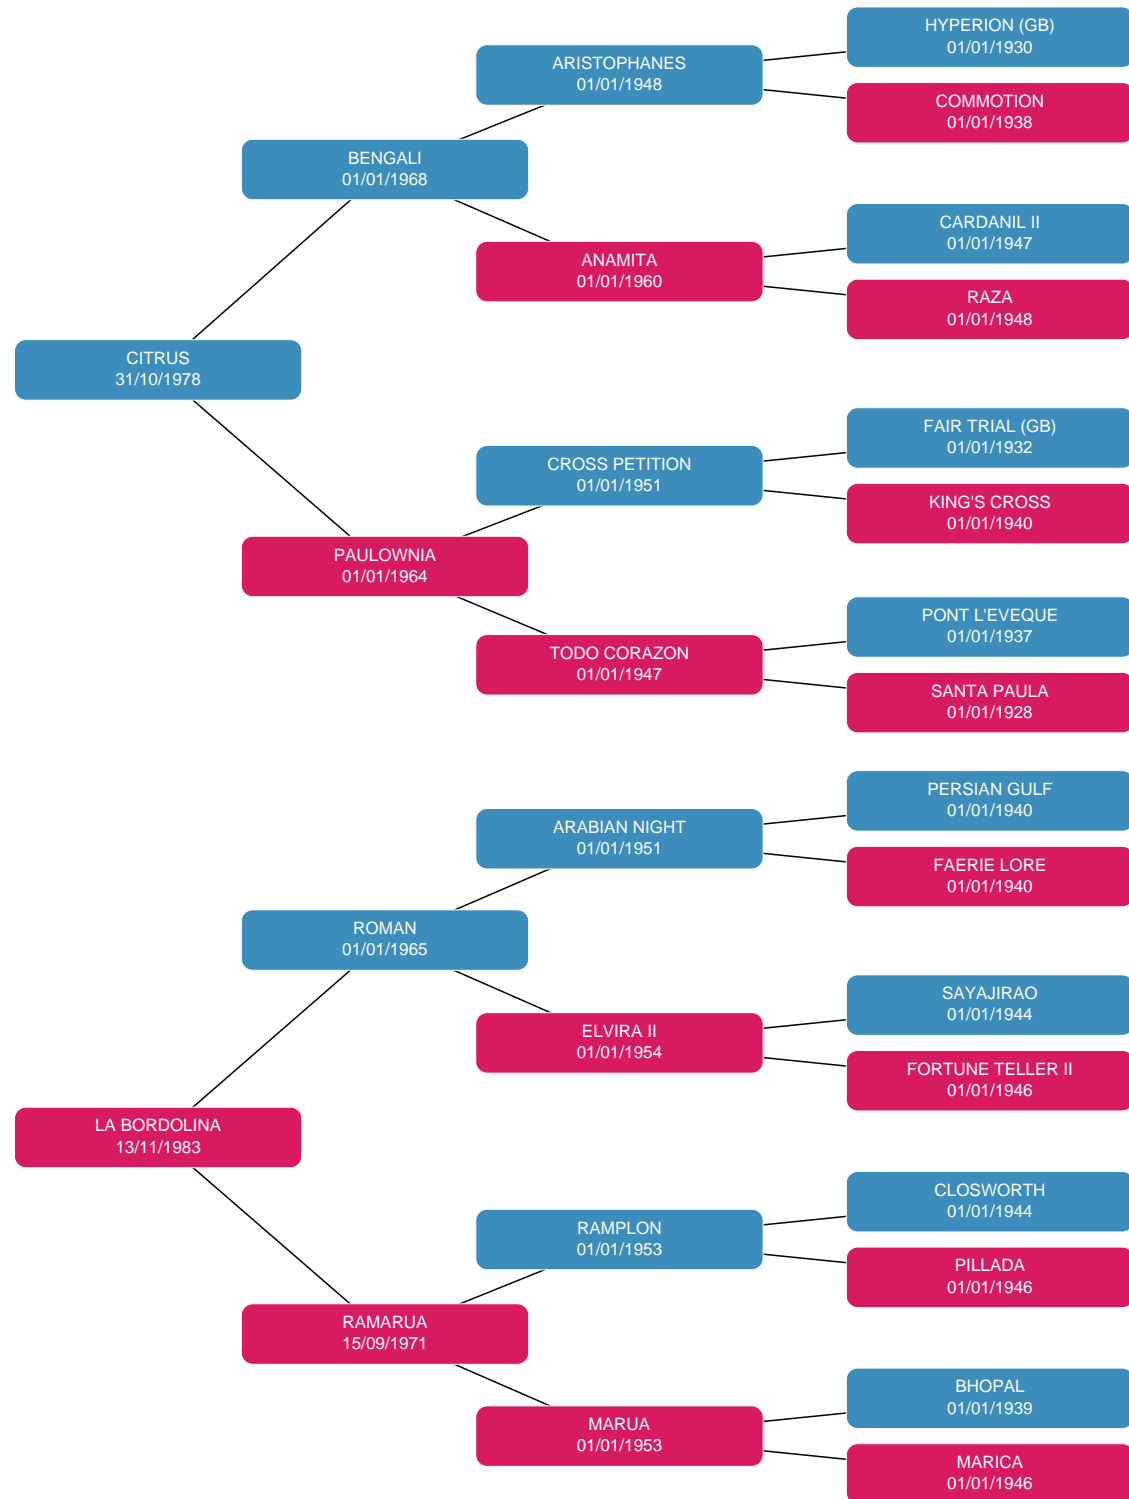 HYPERION (GB)
01/01/1930
ARISTOPHANES
01/01/1948
COMMOTION
01/01/1938
BENGALI
01/01/1968
CARDANIL II
01/01/1947
ANAMITA
01/01/1960
RAZA
01/01/1948
CITRUS
31/10/1978
FAIR TRIAL (GB)
01/01/1932
CROSS PETITION
01/01/1951
KING'S CROSS
01/01/1940
PAULOWNIA
01/01/1964
PONT L'EVEQUE
01/01/1937
TODO CORAZON
01/01/1947
SANTA PAULA
01/01/1928
PERSIAN GULF
01/01/1940
ARABIAN NIGHT
01/01/1951
FAERIE LORE
01/01/1940
ROMAN
01/01/1965
SAYAJIRAO
01/01/1944
ELVIRA II
01/01/1954
FORTUNE TELLER II
01/01/1946
LA BORDOLINA
13/11/1983
CLOSWORTH
01/01/1944
RAMPLON
01/01/1953
PILLADA
01/01/1946
RAMARUA
15/09/1971
BHOPAL
01/01/1939
MARUA
01/01/1953
MARICA
01/01/1946